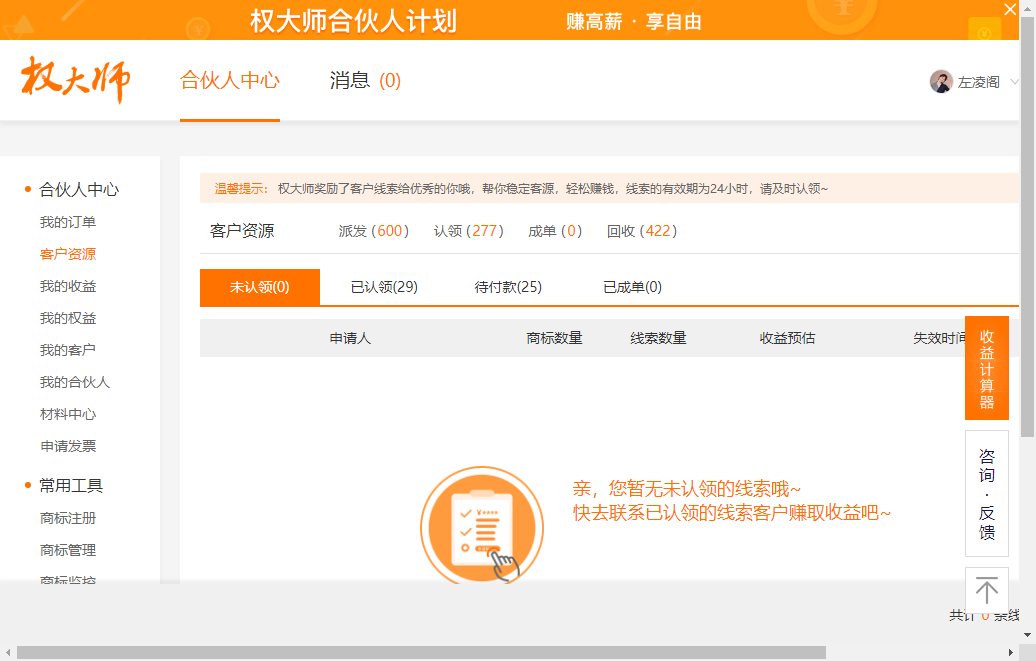 权大师合伙人计划 赚高薪 · 享自由
权大师 合伙人中心 消息 (0) 左凌阁
合伙人中心
我的订单
客户资源
我的收益
我的权益
我的客户
我的合伙人
材料中心
申请发票
常用工具
商标注册
商标管理
商标监控
温馨提示: 权大师奖励了客户线索给优秀的你哦，帮你稳定客源，轻松赚钱，线索的有效期为24小时，请及时认领~
客户资源 派发 (600) 认领 (277) 成单 (0) 回收 (422)
未认领(0) 已认领(29) 待付款(25) 已成单(0)
申请人 商标数量 线索数量 收益预估 失效时间
亲，您暂无未认领的线索哦~
快去联系已认领的线索客户赚取收益吧~
收益计算器
咨询·反馈
共计 0 条线